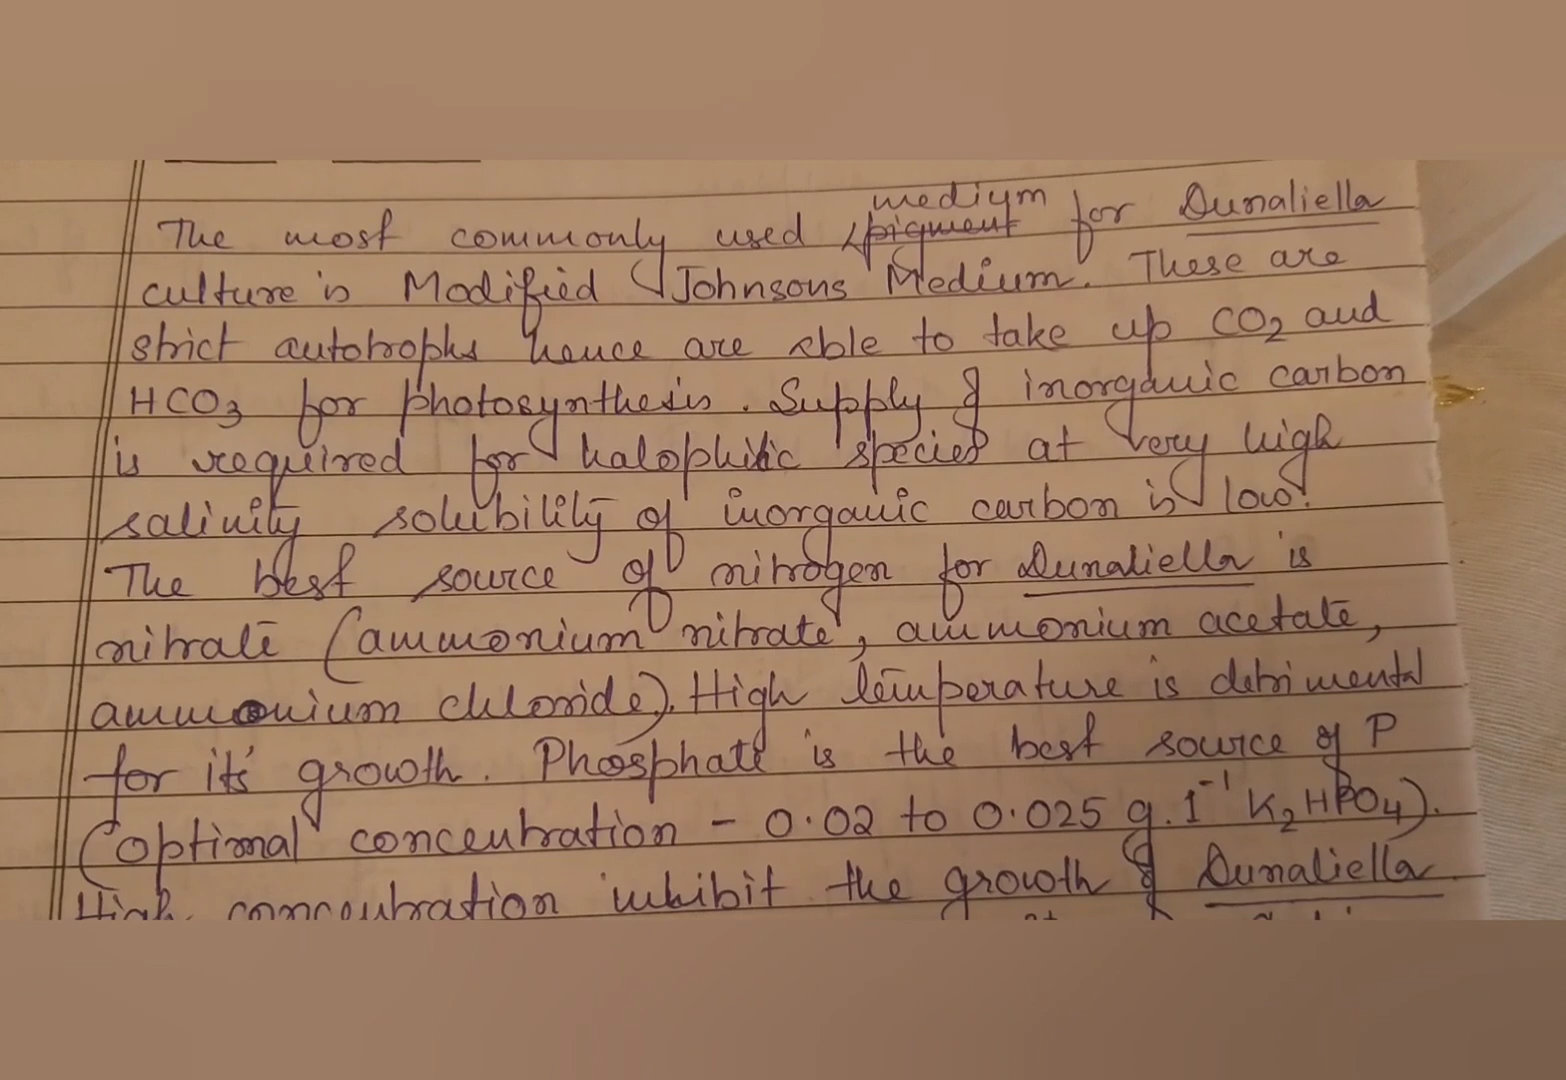 The most commonly used pigment medium for Dunaliella
culture is Modified Johnsons Medium. These are
strict autotrophs hence are able to take up CO2 and
HCO3 for photosynthesis. Supply of inorganic carbon
is required for halophilic species at very high
salinity solubility of inorganic carbon is low.
The best source of nitrogen for Dunaliella is
nitrate (ammonium nitrate, ammonium acetate,
ammonium chloride). High temperature is detrimental
for it's growth. Phosphate is the best source of P
(optimal concentration - 0.02 to 0.025 g. 1⁻¹ K2HPO4).
High concentration inhibit the growth of Dunaliella